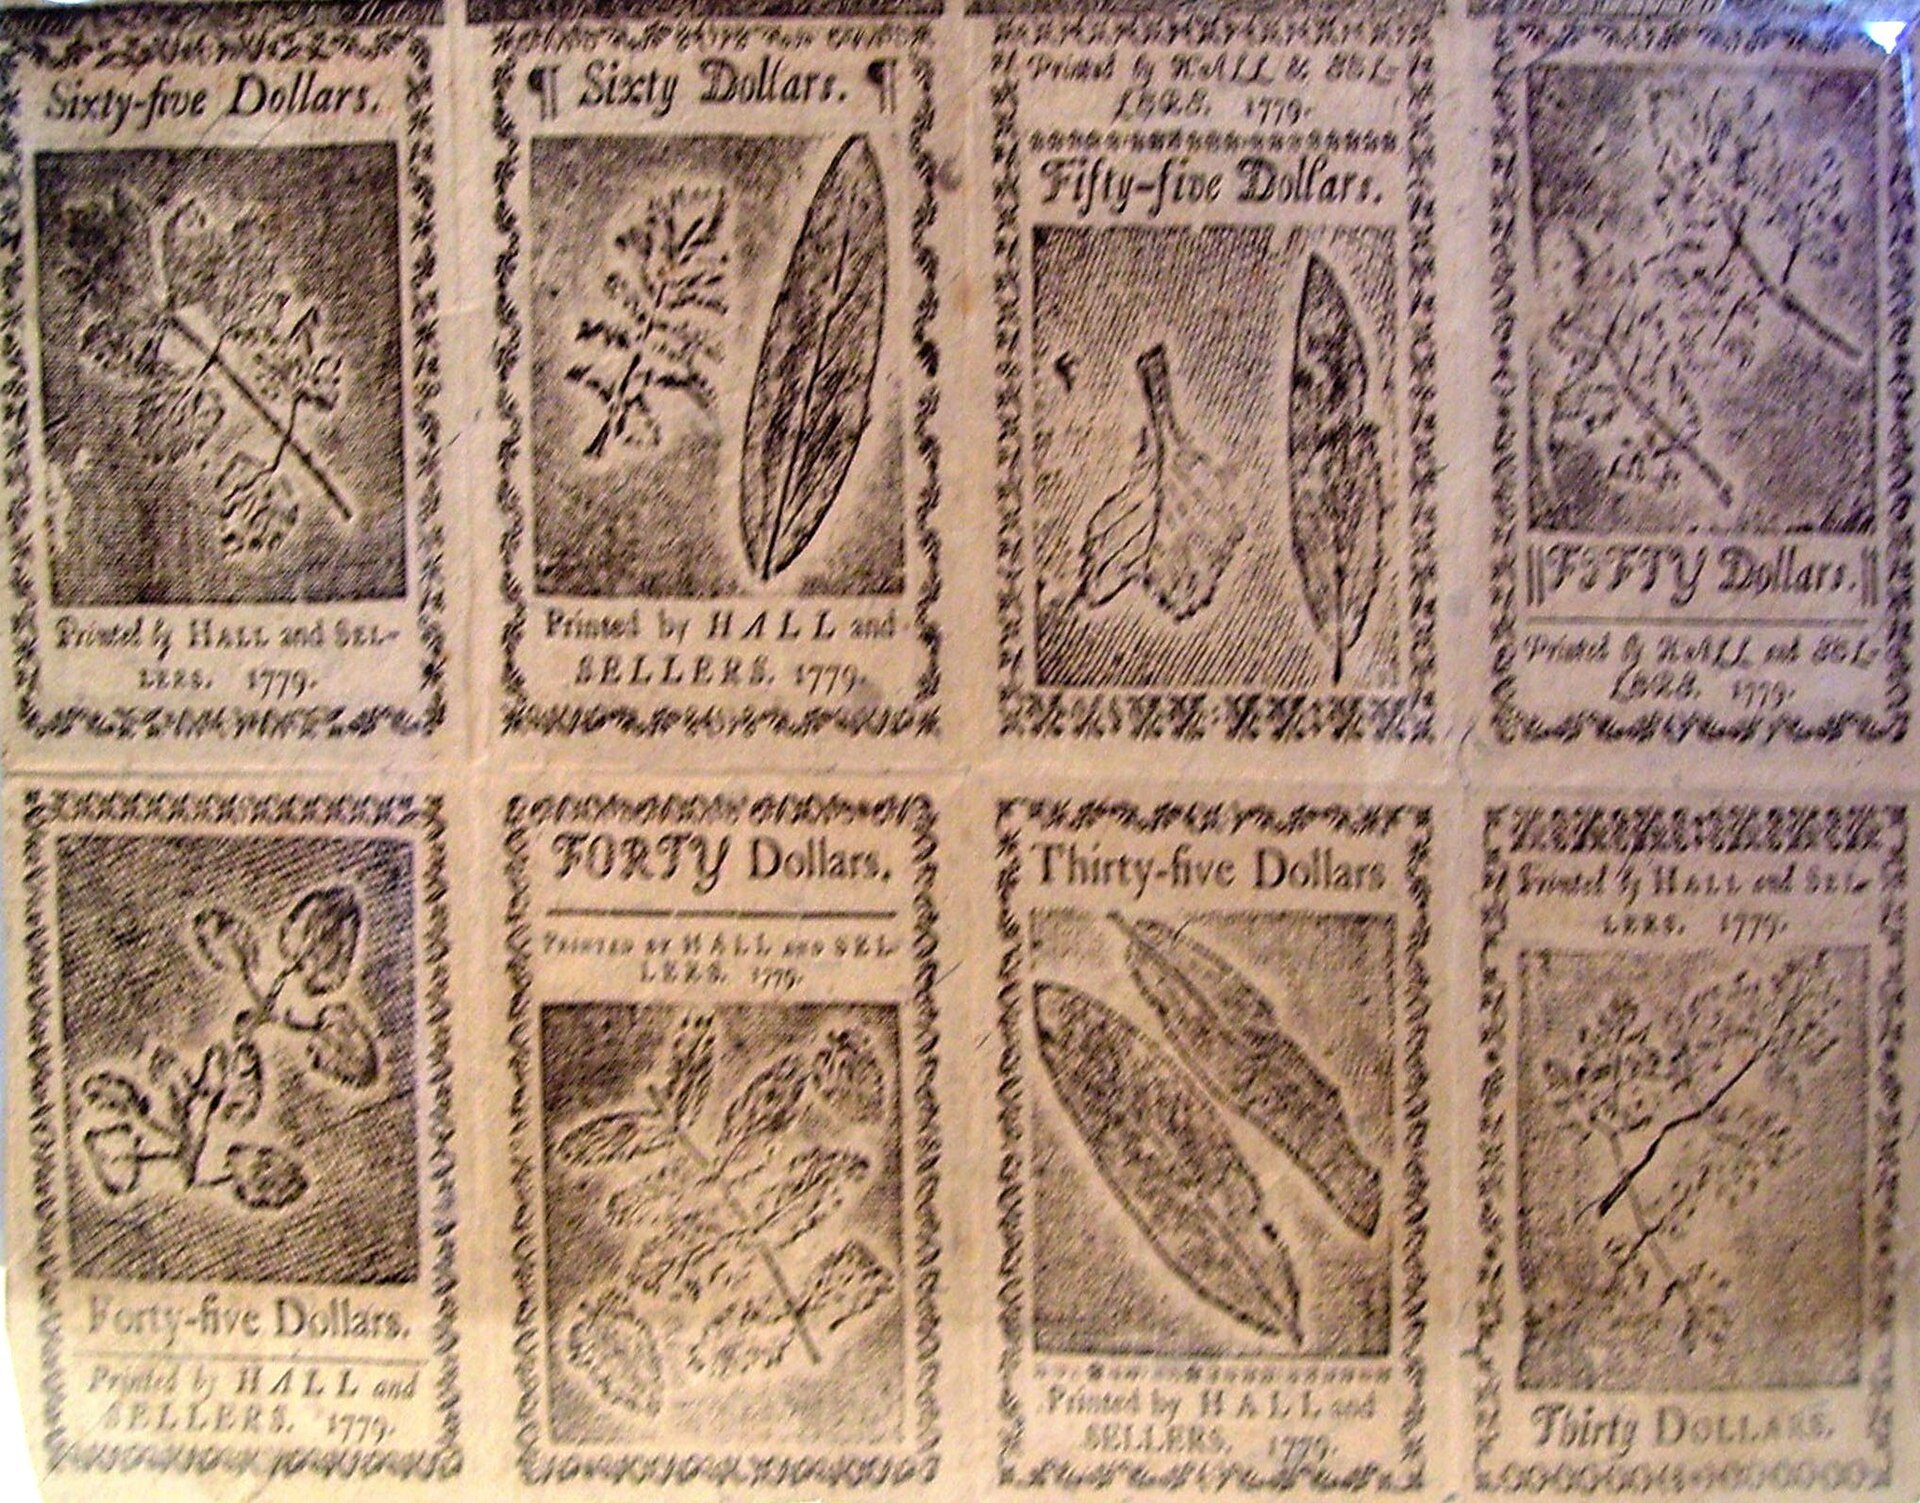 Sixty-five Dollars.
Printed by HALL and SEL-
LERS. 1779.
¶ Sixty Dollars. ¶
Printed by HALL and
SELLERS. 1779.
Printed by HALL & SEL-
LERS. 1779.
Fifty-five Dollars.
FIFTY Dollars.
Printed by HALL and SEL-
LERS. 1779.
Forty-five Dollars.
Printed by HALL and
SELLERS. 1779.
FORTY Dollars.
PRINTED BY HALL AND SEL-
LERS. 1779.
Thirty-five Dollars
Printed by HALL and
SELLERS. 1779.
Printed by HALL and SEL-
LERS. 1779.
Thirty DOLLARS.